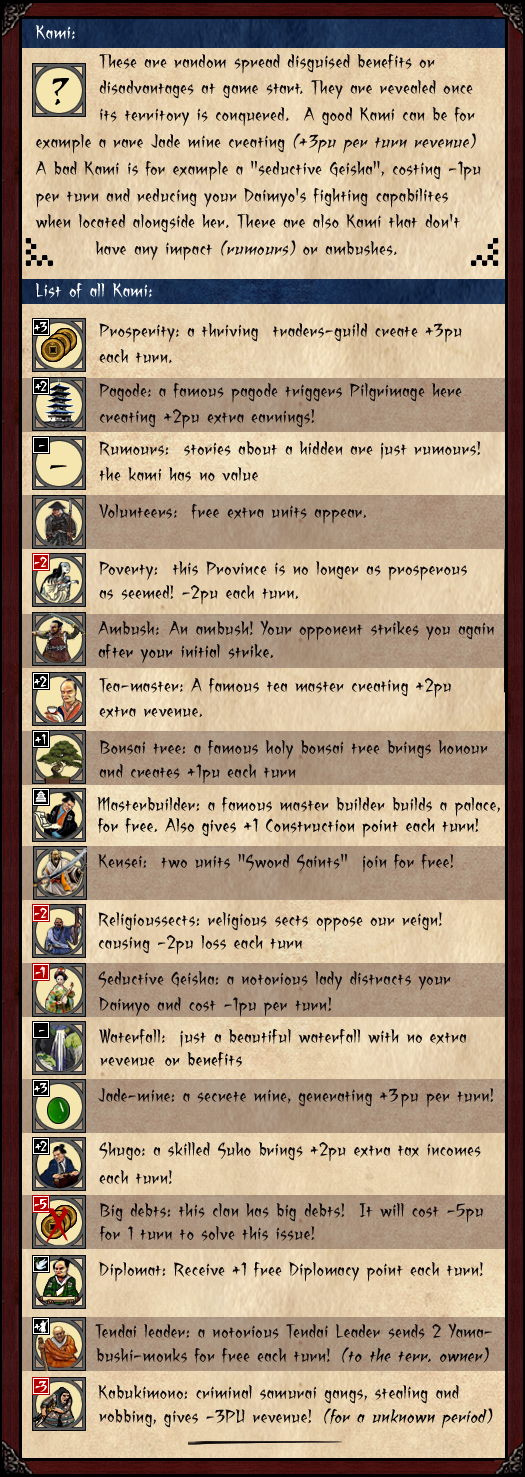 Kami:
?
These are random spread disguised benefits or
disadvantages at game start. They are revealed once
its territory is conquered. A good Kami can be for
example a rare Jade mine creating (+3pu per turn revenue)
A bad Kami is for example a "seductive Geisha", costing -1pu
per turn and reducing your Daimyo's fighting capabilites
when located alongside her. There are also Kami that don't
have any impact (rumours) or ambushes.
List of all Kami:
+3
Prosperity: a thriving traders-guild create +3pu
each turn.
+2
Pagode: a famous pagode triggers Pilgrimage here
creating +2pu extra earnings!
-
Rumours: stories about a hidden are just rumours!
the kami has no value
Volunteers: free extra units appear.
-2
Poverty: this Province is no longer as prosperous
as seemed! -2pu each turn.
Ambush: An ambush! Your opponent strikes you again
after your initial strike.
+2
Tea-master: A famous tea master creating +2pu
extra revenue.
+1
Bonsai tree: a famous holy bonsai tree brings honour
and creates +1pu each turn
Masterbuilder: a famous master builder builds a palace,
for free. Also gives +1 Construction point each turn!
Kensei: two units "Sword Saints" join for free!
-2
Religioussects: religious sects oppose our reign!
causing -2pu loss each turn
-1
Seductive Geisha: a notorious lady distracts your
Daimyo and cost -1pu per turn!
-
Waterfall: just a beautiful waterfall with no extra
revenue or benefits
+3
Jade-mine: a secrete mine, generating +3pu per turn!
+2
Shugo: a skilled Suho brings +2pu extra tax incomes
each turn!
-5
Big debts: this clan has big debts! It will cost -5pu
for 1 turn to solve this issue!
Diplomat: Receive +1 free Diplomacy point each turn!
Tendai leader: a notorious Tendai Leader sends 2 Yama-
bushi-monks for free each turn! (to the terr. owner)
-3
Kabukimono: criminal samurai gangs, stealing and
robbing, gives -3PU revenue! (for a unknown period)